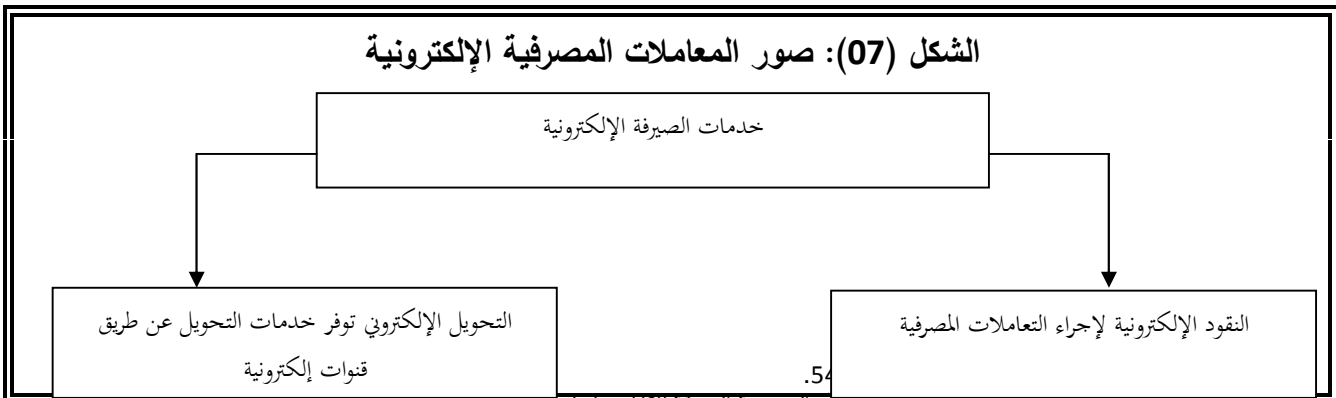 الشكل (07): صور المعاملات المصرفية الإلكترونية
خدمات الصيرفة الإلكترونية
النقود الإلكترونية لإجراء التعاملات المصرفية
التحويل الإلكتروني توفر خدمات التحويل عن طريق
قنوات إلكترونية
54.